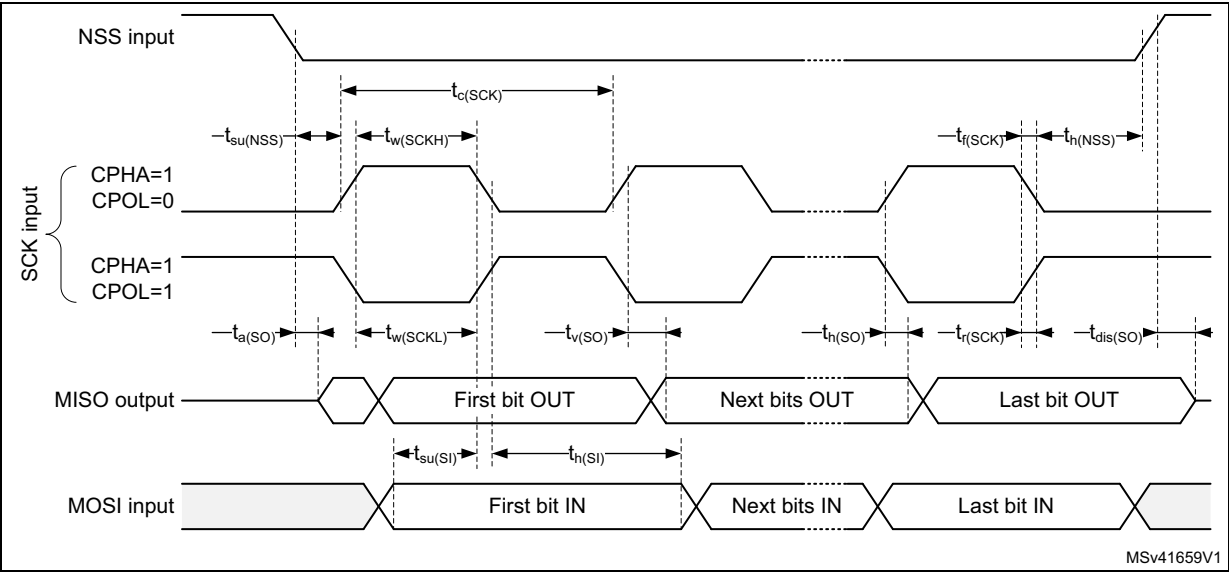 NSS input
tc(SCK)
tsu(NSS) tw(SCKH) tf(SCK) th(NSS)
SCK input
CPHA=1
CPOL=0
CPHA=1
CPOL=1
ta(SO) tw(SCKL) tv(SO) th(SO) tr(SCK) tdis(SO)
MISO output First bit OUT Next bits OUT Last bit OUT
tsu(SI) th(SI)
MOSI input First bit IN Next bits IN Last bit IN
MSv41659V1